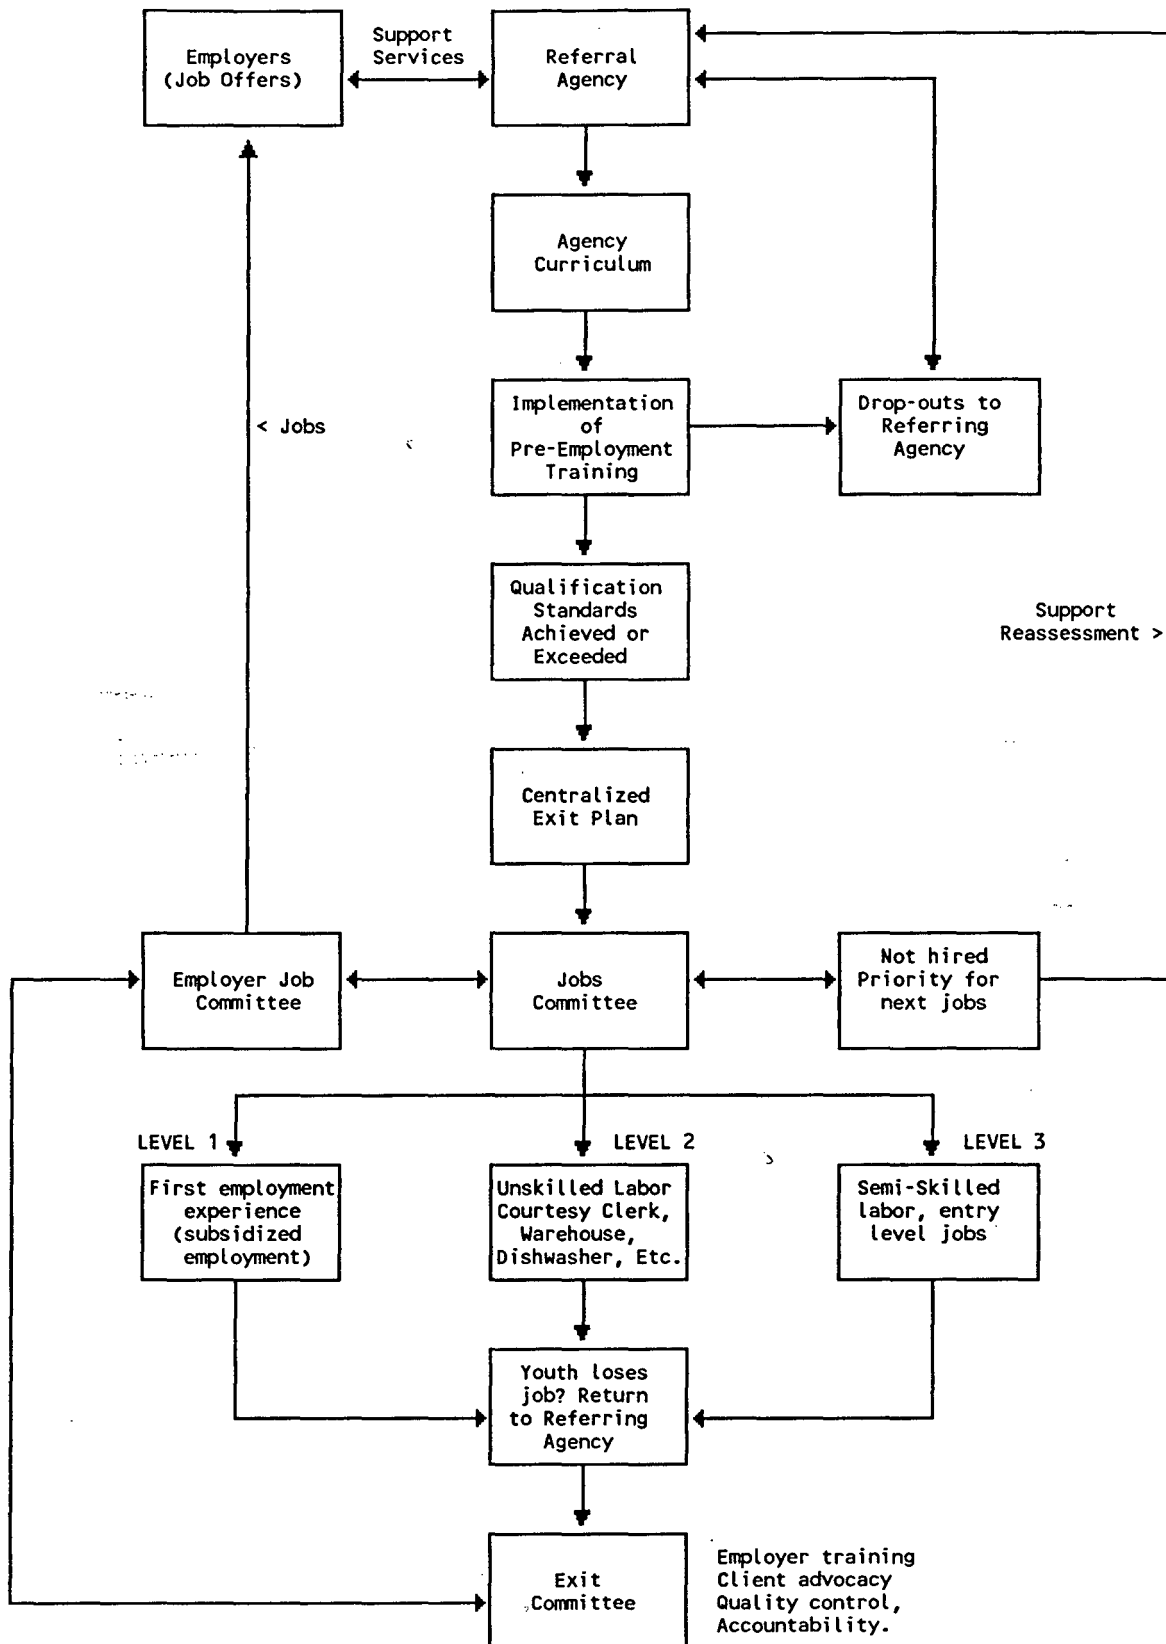 Employers
(Job Offers)
Support
Services
Referral
Agency
Agency
Curriculum
Implementation
of
Pre-Employment
Training
Drop-outs to
Referring
Agency
< Jobs
Qualification
Standards
Achieved or
Exceeded
Support
Reassessment >
Centralized
Exit Plan
Employer Job
Committee
Jobs
Committee
Not hired
Priority for
next jobs
LEVEL 1
LEVEL 2
LEVEL 3
First employment
experience
(subsidized
employment)
Unskilled Labor
Courtesy Clerk,
Warehouse,
Dishwasher, Etc.
Semi-Skilled
labor, entry
level jobs
Youth loses
job? Return
to Referring
Agency
Exit
Committee
Employer training
Client advocacy
Quality control,
Accountability.